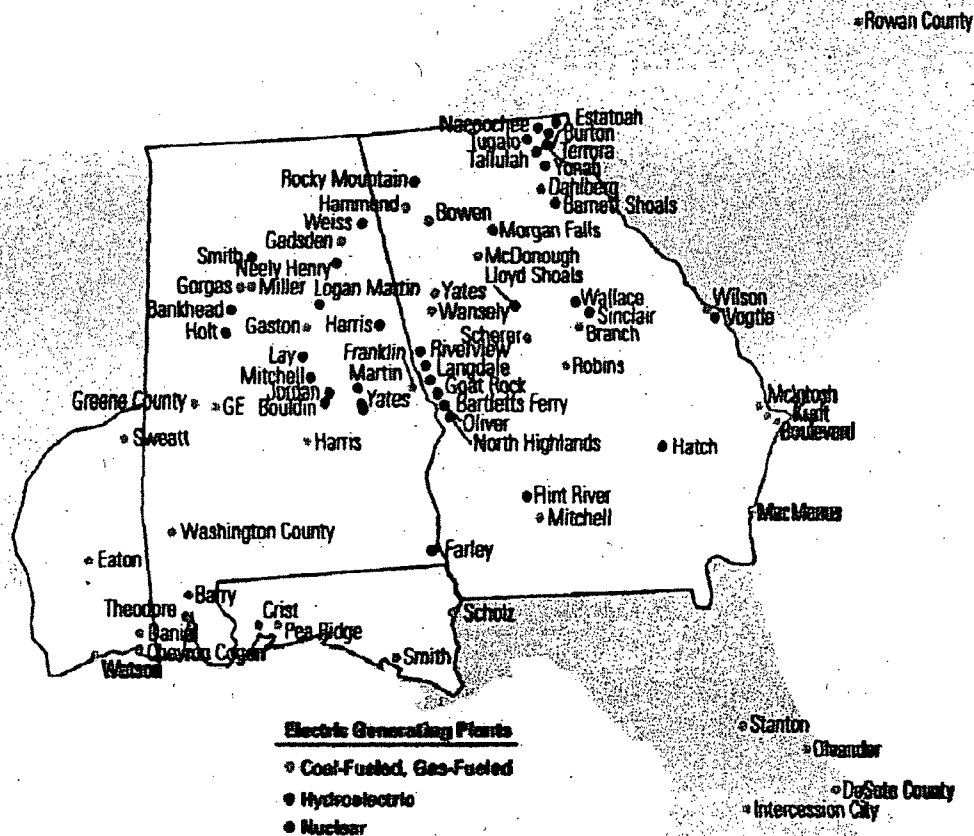 Rowan County
Estatoah
Nacoochee
Burton
Tugalo
Terrora
Tallulah
Yonah
Rocky Mountain
Dahlberg
Hammond
Barnett Shoals
Bowen
Weiss
Morgan Falls
Gadsden
Smith
McDonough
Neely Henry
Lloyd Shoals
Gorgas
Miller
Logan Martin
Yates
Wallace
Wilson
Bankhead
Wansely
Sinclair
Vogtle
Holt
Gaston
Harris
Scherer
Branch
Lay
Franklin
Riverview
Robins
Mitchell
Martin
Langdale
Jordan
Goat Rock
Greene County
GE
Bouldin
Yates
Bartletts Ferry
McIntosh
Kraft
Oliver
Boulevard
Sweatt
Harris
North Highlands
Hatch
Flint River
Mitchell
MacManus
Washington County
Farley
Eaton
Barry
Theodore
Crist
Scholz
Daniel
Pea Ridge
Chevron Cogen
Watson
Smith
Electric Generating Plants
Coal-Fueled, Gas-Fueled
Hydroelectric
Nuclear
Stanton
DeSoto County
Intercession City